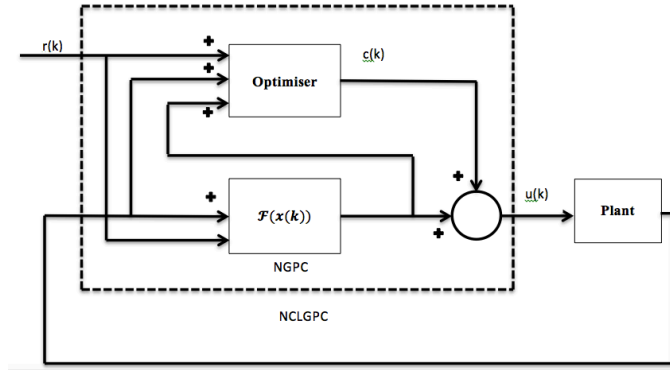 r(k)
+
+
+
Optimiser
c(k)
+
ℱ(x(k))
+
+
u(k)
Plant
NGPC
NCLGPC